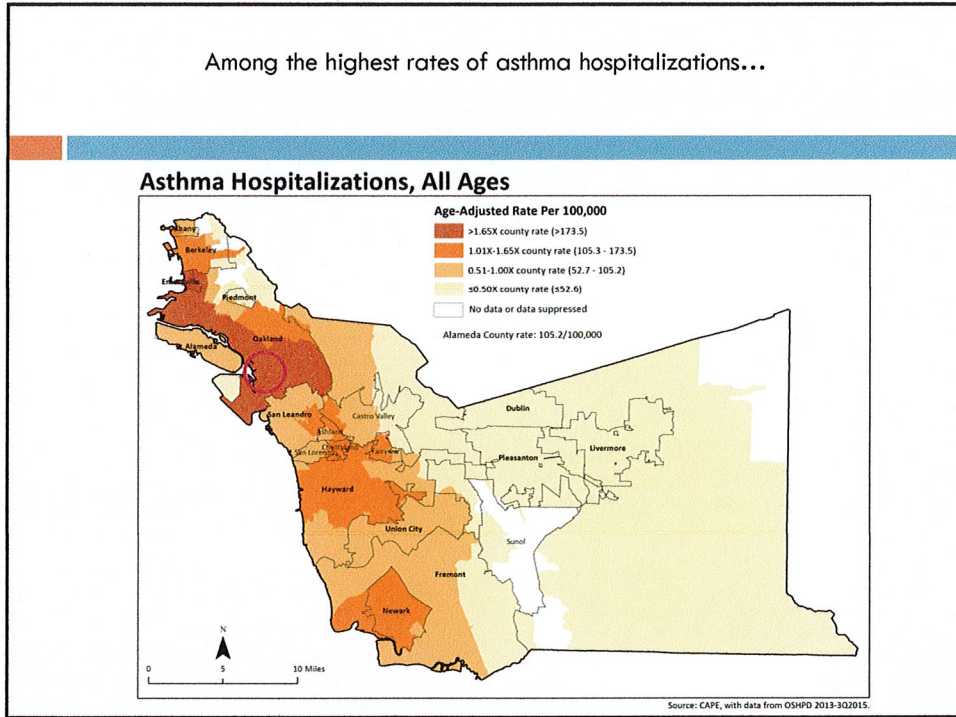 Among the highest rates of asthma hospitalizations...
Asthma Hospitalizations, All Ages
Age-Adjusted Rate Per 100,000
>1.65X county rate (>173.5)
1.01X-1.65X county rate (105.3 - 173.5)
0.51-1.00X county rate (52.7 - 105.2)
≤0.50X county rate (≤52.6)
No data or data suppressed
Alameda County rate: 105.2/100,000
Albany
Berkeley
Emeryville
Piedmont
Oakland
Alameda
San Leandro
Castro Valley
Ashland
San Lorenzo
Cherryland
Fairview
Dublin
Livermore
Pleasanton
Hayward
Union City
Sunol
Fremont
Newark
N
0 5 10 Miles
Source: CAPE, with data from OSHPD 2013-3Q2015.